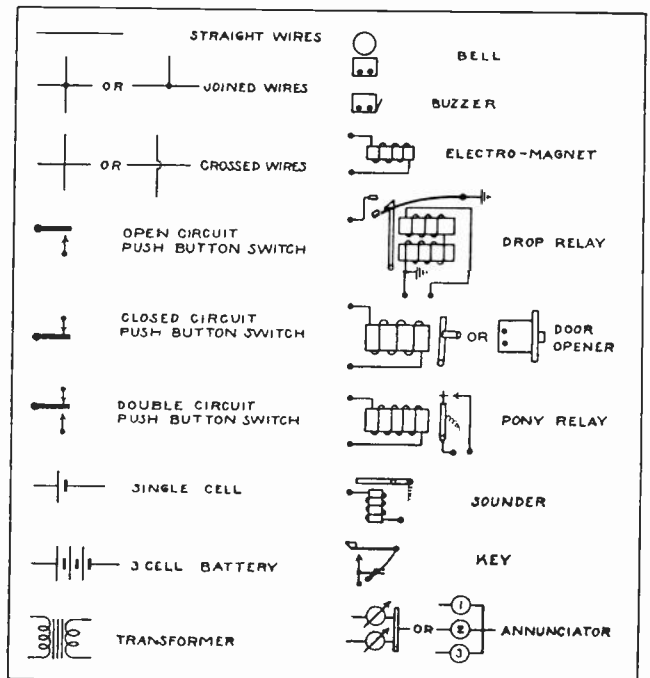 STRAIGHT WIRES
OR
JOINED WIRES
OR
CROSSED WIRES
OPEN CIRCUIT
PUSH BUTTON SWITCH
CLOSED CIRCUIT
PUSH BUTTON SWITCH
DOUBLE CIRCUIT
PUSH BUTTON SWITCH
SINGLE CELL
3 CELL BATTERY
TRANSFORMER
BELL
BUZZER
ELECTRO-MAGNET
DROP RELAY
OR
DOOR
OPENER
PONY RELAY
SOUNDER
KEY
1
OR
2
ANNUNCIATOR
3